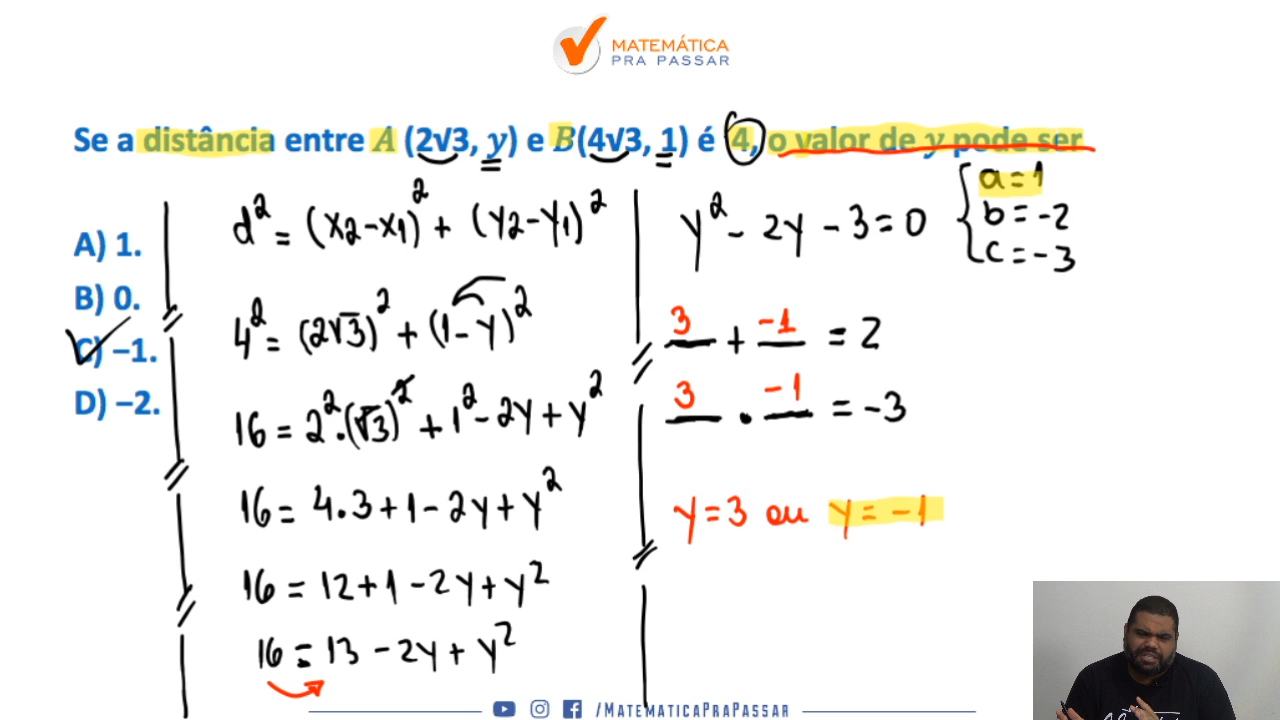 MATEMÁTICA
PRA PASSAR
Se a distância entre A (2√3, y) e B(4√3, 1) é 4, o valor de y pode ser
A) 1.
B) 0.
C) –1.
D) –2.
d² = (x₂-x₁)² + (y₂-y₁)²
4² = (2√3)² + (1-y)²
16 = 2².(√3)² + 1² - 2y + y²
16 = 4.3 + 1 - 2y + y²
16 = 12 + 1 - 2y + y²
16 = 13 - 2y + y²
y² - 2y - 3 = 0
a = 1
b = -2
c = -3
3 + -1 = 2
3 . -1 = -3
y = 3 ou y = -1
/MatematicaPraPassar